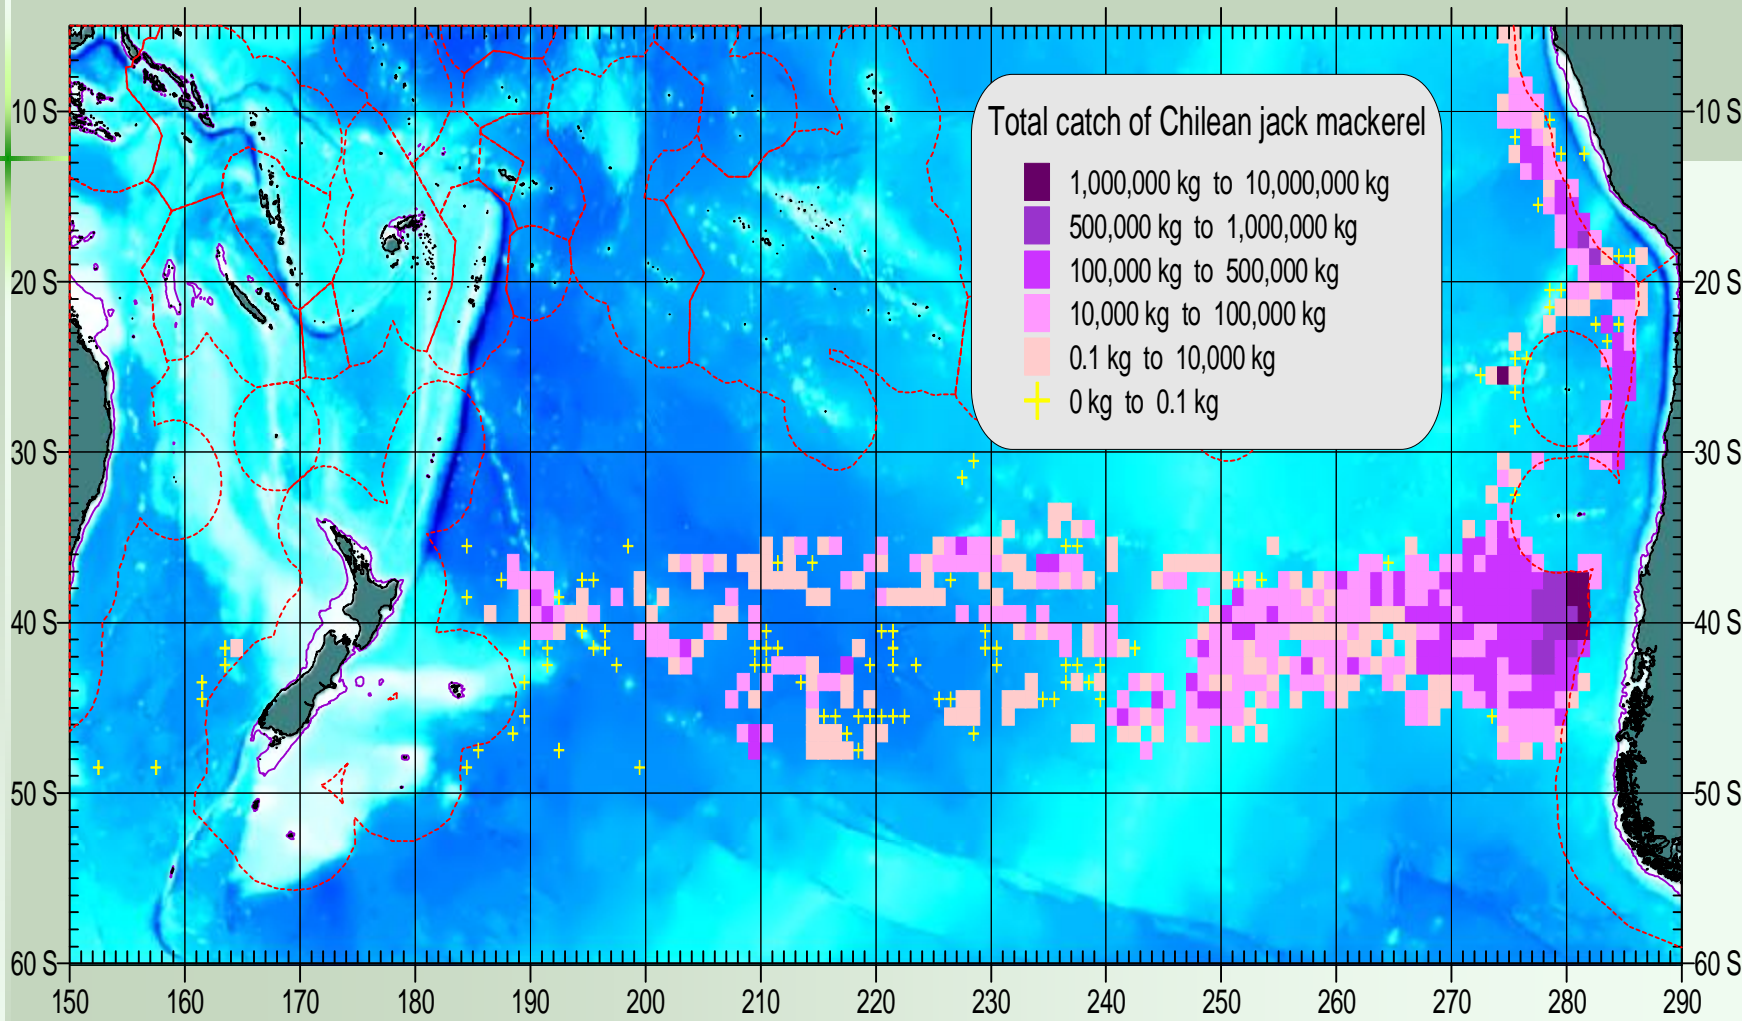 Total catch of Chilean jack mackerel
1,000,000 kg to 10,000,000 kg
500,000 kg to 1,000,000 kg
100,000 kg to 500,000 kg
10,000 kg to 100,000 kg
0.1 kg to 10,000 kg
0 kg to 0.1 kg
10 S 10 S
20 S 20 S
30 S 30 S
40 S 40 S
50 S 50 S
60 S 60 S
150 160 170 180 190 200 210 220 230 240 250 260 270 280 290